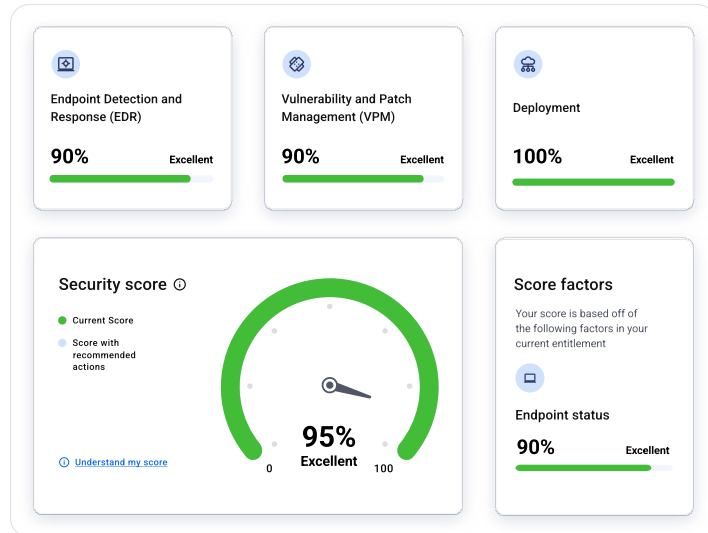 Endpoint Detection and
Response (EDR)
90%
Excellent
Vulnerability and Patch
Management (VPM)
90%
Excellent
Deployment
100%
Excellent
Security score
Current Score
Score with
recommended
actions
Understand my score
95%
Excellent
0
100
Score factors
Your score is based off of
the following factors in your
current entitlement
Endpoint status
90%
Excellent